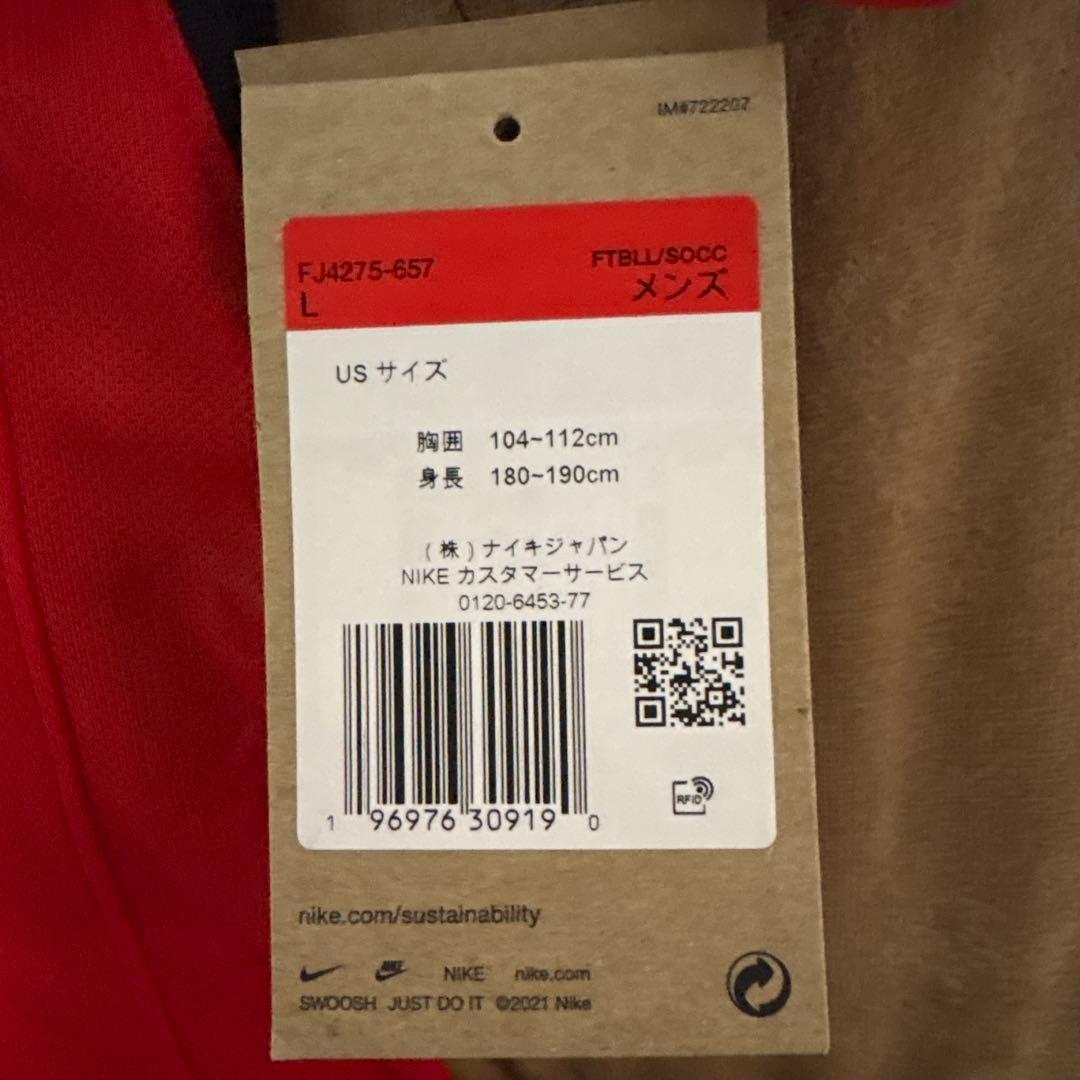 IM#722207
FJ4275-657
FTBLL/SOCC
L
メンズ
US サイズ
胸囲 104~112cm
身長 180~190cm
(株)ナイキジャパン
NIKE カスタマーサービス
0120-6453-77
1 96976 30919 0
RFID
nike.com/sustainability
NIKE NIKE nike.com
SWOOSH JUST DO IT ©2021 Nike